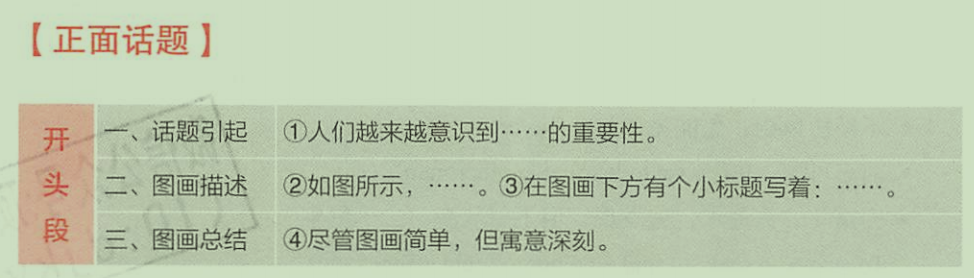 【正面话题】
开头段
一、话题引起 ①人们越来越意识到……的重要性。
二、图画描述 ②如图所示，……。③在图画下方有个小标题写着：……。
三、图画总结 ④尽管图画简单，但寓意深刻。